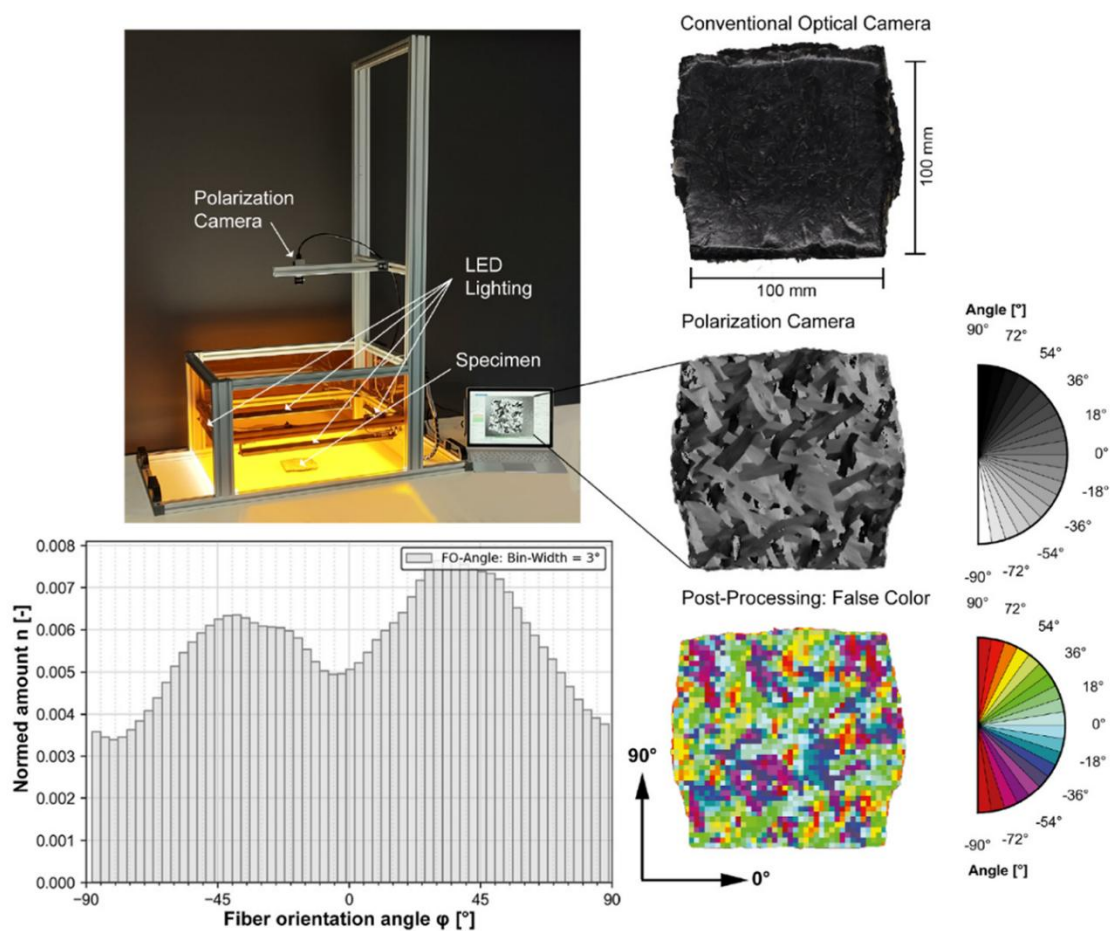 Conventional Optical Camera
100 mm
100 mm
Polarization
Camera
LED
Lighting
Specimen
Polarization Camera
Angle [°]
90°
72°
54°
36°
18°
0°
-18°
-36°
-54°
-72°
-90°
Post-Processing: False Color
90°
72°
54°
36°
18°
0°
-18°
-36°
-54°
-72°
-90°
Angle [°]
90°
0°
FO-Angle: Bin-Width = 3°
Normed amount n [-]
0.008
0.007
0.006
0.005
0.004
0.003
0.002
0.001
0.000
−90
−45
0
45
90
Fiber orientation angle φ [°]